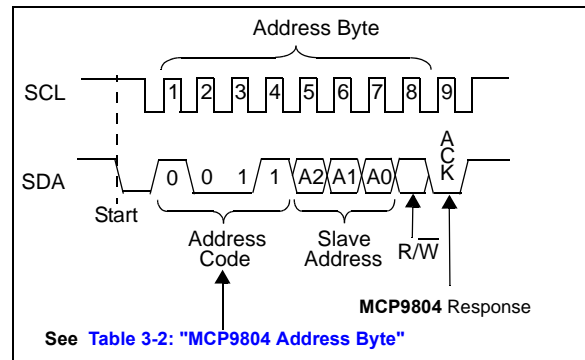 Address Byte
SCL 1 2 3 4 5 6 7 8 9
SDA 0 0 1 1 A2 A1 A0 ACK
Start
Address Code
Slave Address
R/W̅
MCP9804 Response
See Table 3-2: "MCP9804 Address Byte"